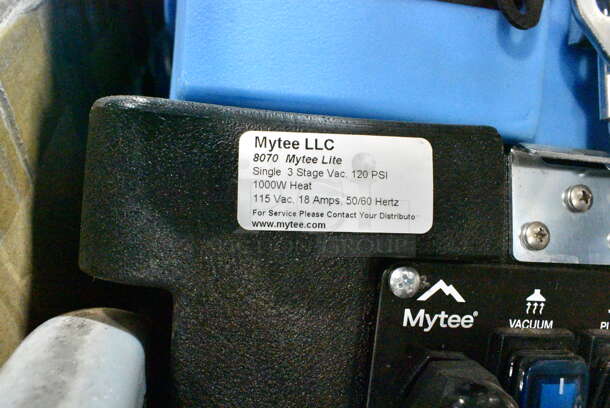 Mytee LLC
8070 Mytee Lite
Single 3 Stage Vac. 120 PSI
1000W Heat
115 Vac, 18 Amps, 50/60 Hertz
For Service Please Contact Your Distributo
www.mytee.com
Mytee®
VACUUM